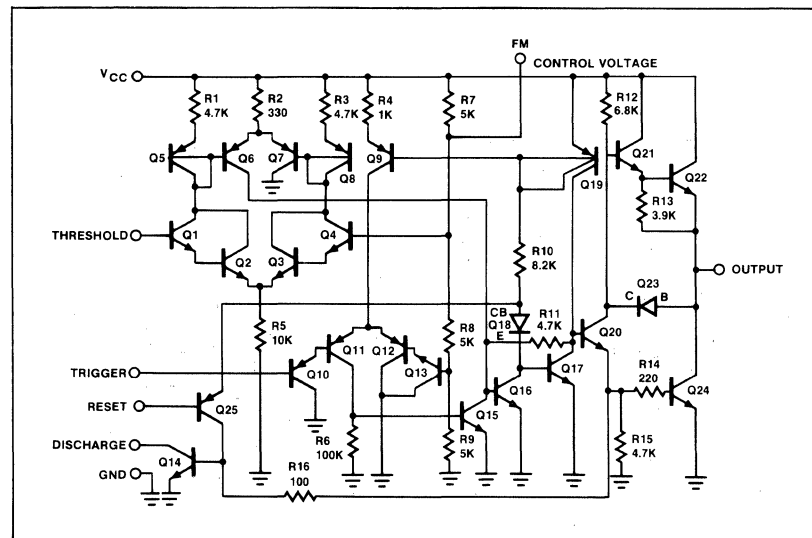 FM
CONTROL VOLTAGE
VCC
R1
4.7K
R2
330
R3
4.7K
R4
1K
R7
5K
R12
6.8K
Q5
Q6
Q7
Q8
Q9
Q19
Q21
Q22
R13
3.9K
THRESHOLD
Q1
Q2
Q3
Q4
R10
8.2K
OUTPUT
R5
10K
R8
5K
CB
Q18
E
R11
4.7K
Q20
Q23
C
B
TRIGGER
Q10
Q11
Q12
Q13
R14
220
RESET
Q25
Q15
Q16
Q17
Q24
DISCHARGE
Q14
R6
100K
R9
5K
R15
4.7K
GND
R16
100